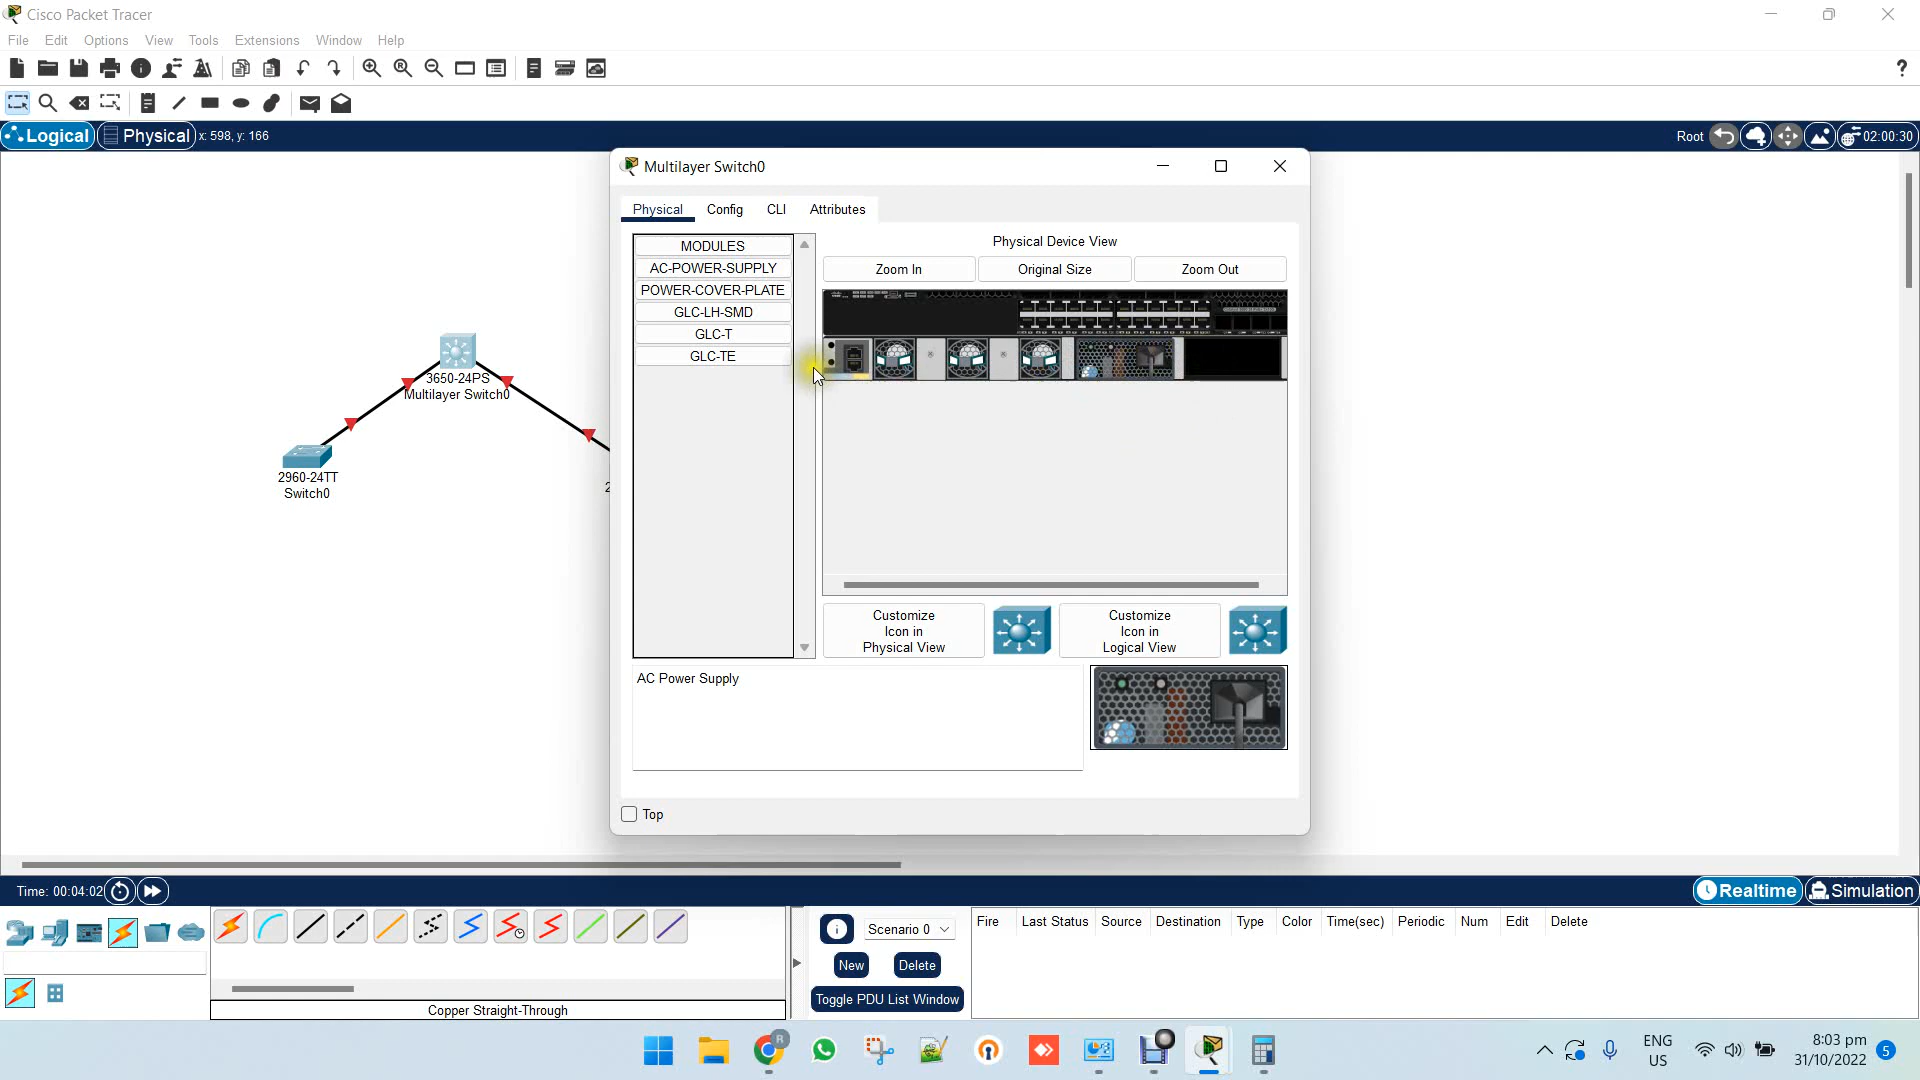 Cisco Packet Tracer
File Edit Options View Tools Extensions Window Help
?
Logical Physical x: 598, y: 166 Root 02:00:30
Multilayer Switch0
Physical Config CLI Attributes
MODULES
AC-POWER-SUPPLY
POWER-COVER-PLATE
GLC-LH-SMD
GLC-T
GLC-TE
Physical Device View
Zoom In Original Size Zoom Out
3650-24PS
Multilayer Switch0
2960-24TT
Switch0
2
Customize
Icon in
Physical View
Customize
Icon in
Logical View
AC Power Supply
Top
Time: 00:04:02 Realtime Simulation
Copper Straight-Through
Scenario 0
New Delete
Toggle PDU List Window
Fire Last Status Source Destination Type Color Time(sec) Periodic Num Edit Delete
R
ENG
US
8:03 pm
31/10/2022
5